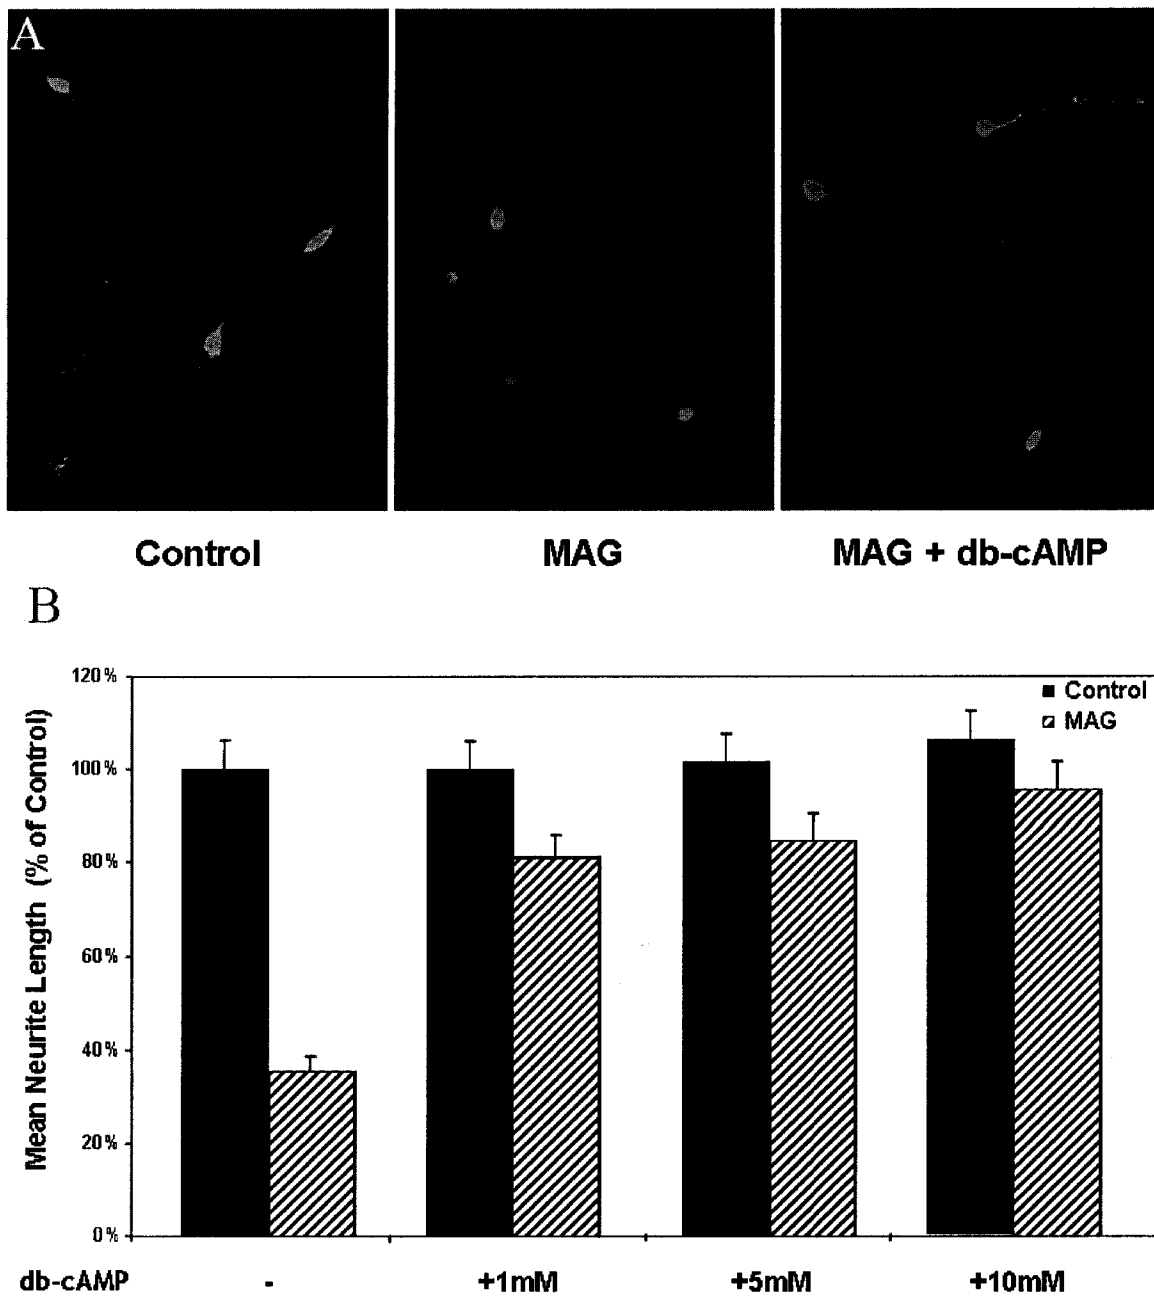 A
Control MAG MAG + db-cAMP
B
Mean Neurite Length (% of Control)
120%
100%
80%
60%
40%
20%
0%
Control
MAG
db-cAMP - +1mM +5mM +10mM